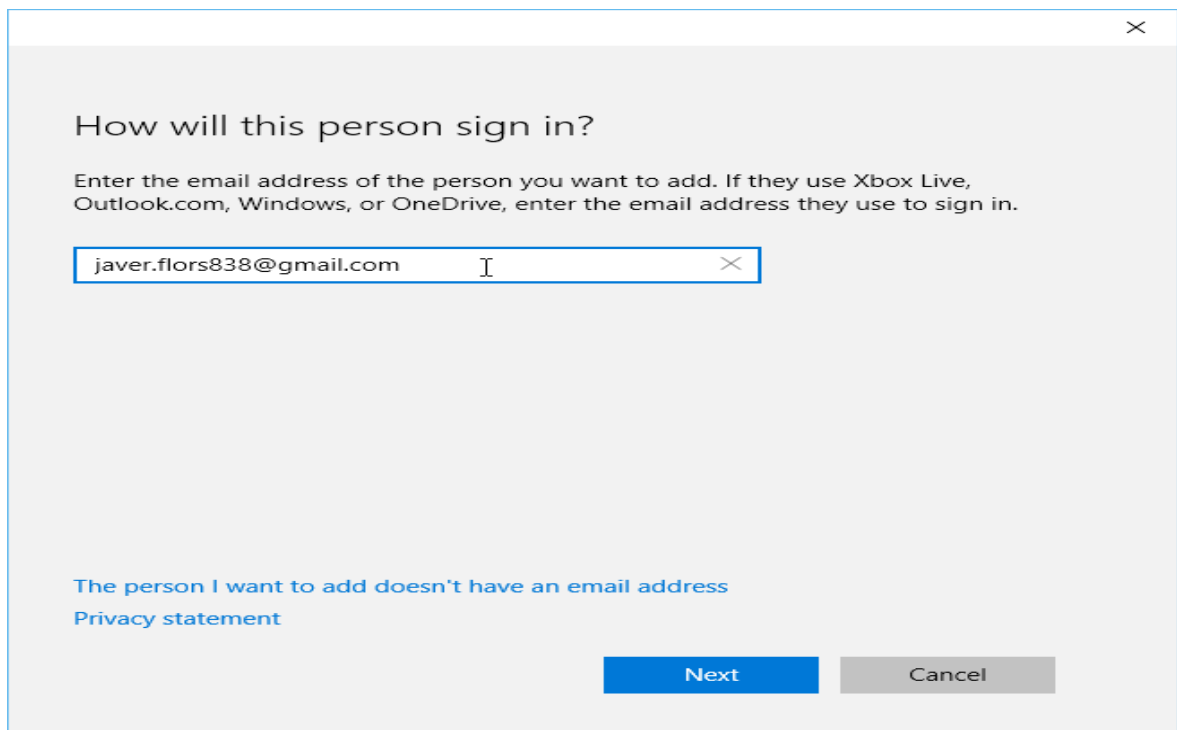 How will this person sign in?
Enter the email address of the person you want to add. If they use Xbox Live,
Outlook.com, Windows, or OneDrive, enter the email address they use to sign in.
javer.flors838@gmail.com
The person I want to add doesn't have an email address
Privacy statement
Next
Cancel